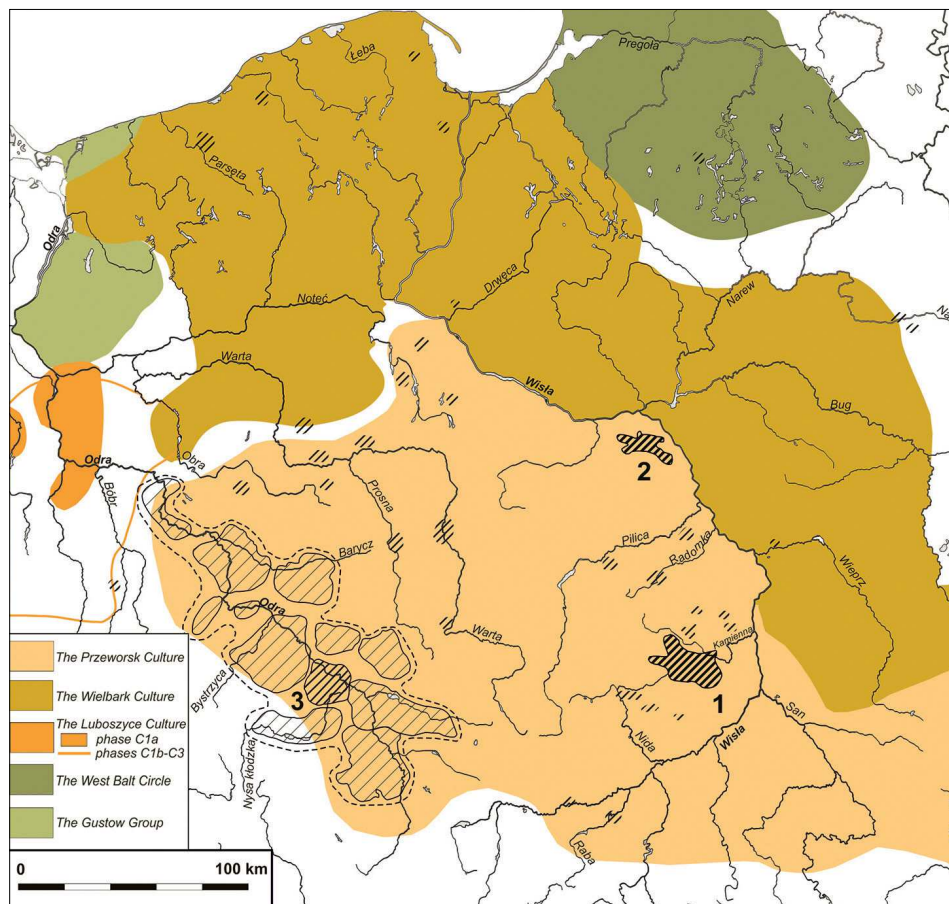 Łeba
Pregoła
Parsęta
Odra
Drwęca
Noteć
Narew
Na
Warta
Wisła
Bug
Obra
Odra
Bóbr
2
Prosna
Barycz
Pilica
Radomka
Wieprz
Odra
Warta
Kamienna
The Przeworsk Culture
The Wielbark Culture
The Luboszyce Culture
phase C1a
phases C1b-C3
The West Balt Circle
The Gustow Group
Bystrzyca
3
1
San
Nida
Wisła
Nysa kłodzka
Raba
0 100 km